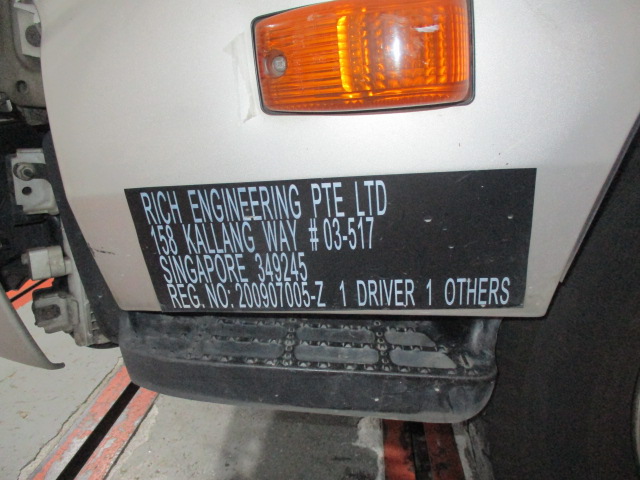 RICH ENGINEERING PTE LTD
158 KALLANG WAY #03-517
SINGAPORE 349245
REG. NO: 200907005-Z 1 DRIVER 1 OTHERS